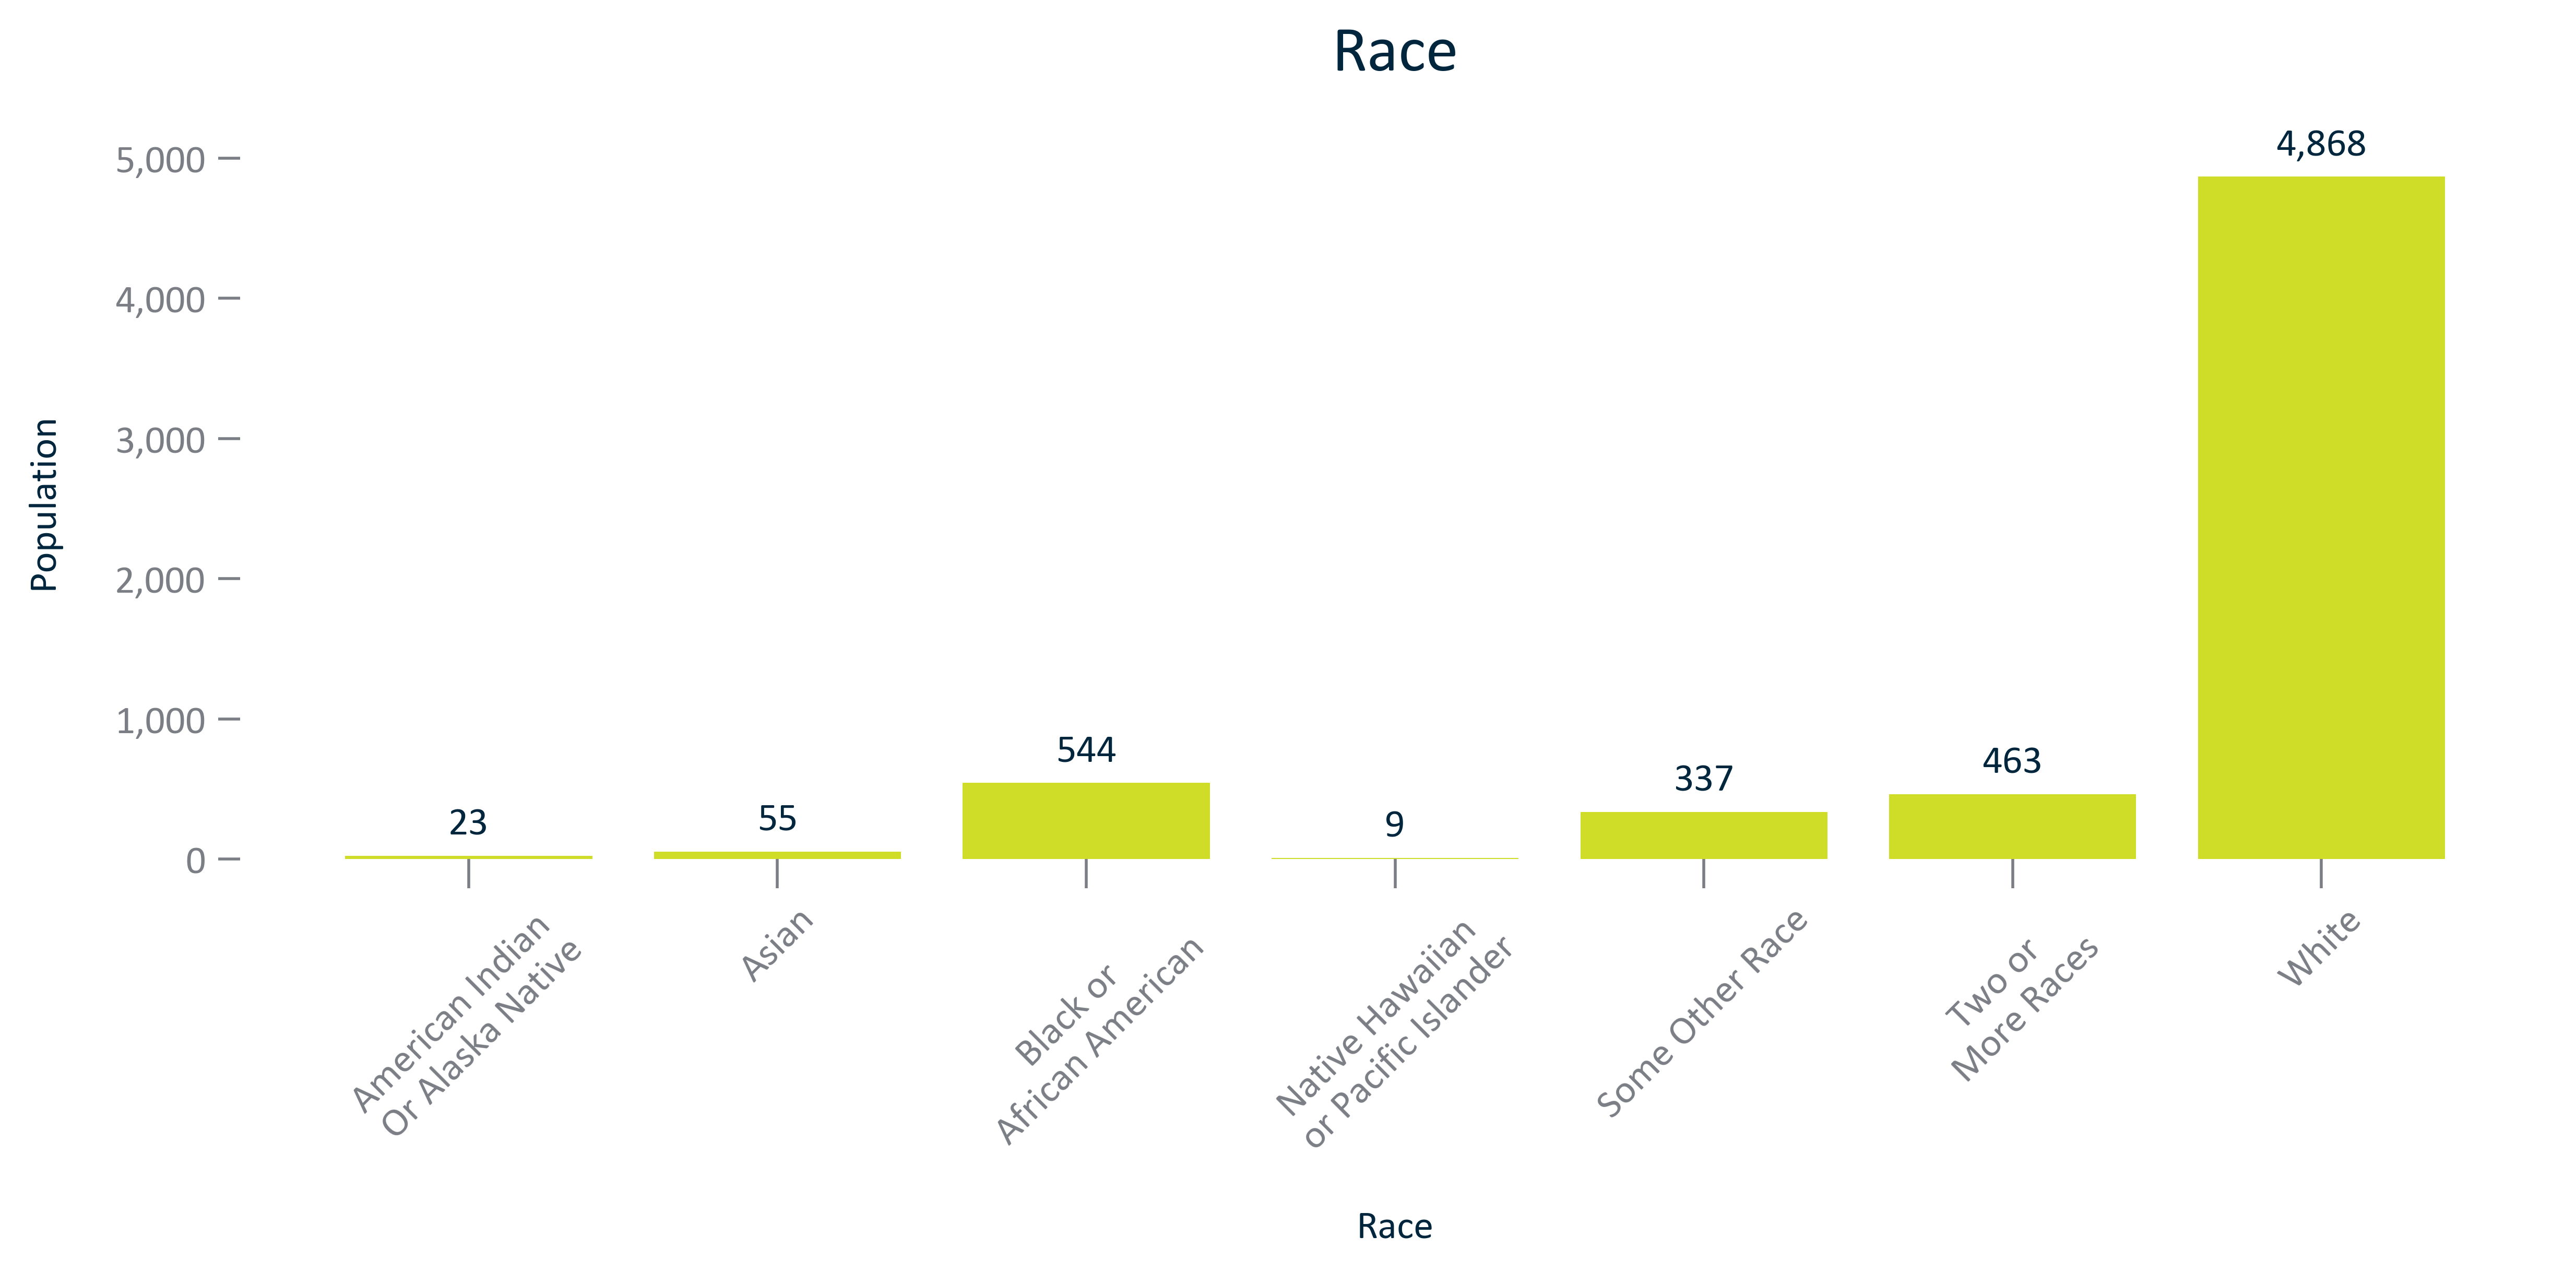 Race
Population
5,000
4,000
3,000
2,000
1,000
0
23
55
544
9
337
463
4,868
American Indian
Or Alaska Native
Asian
Black or
African American
Native Hawaiian
or Pacific Islander
Some Other Race
Two or
More Races
White
Race